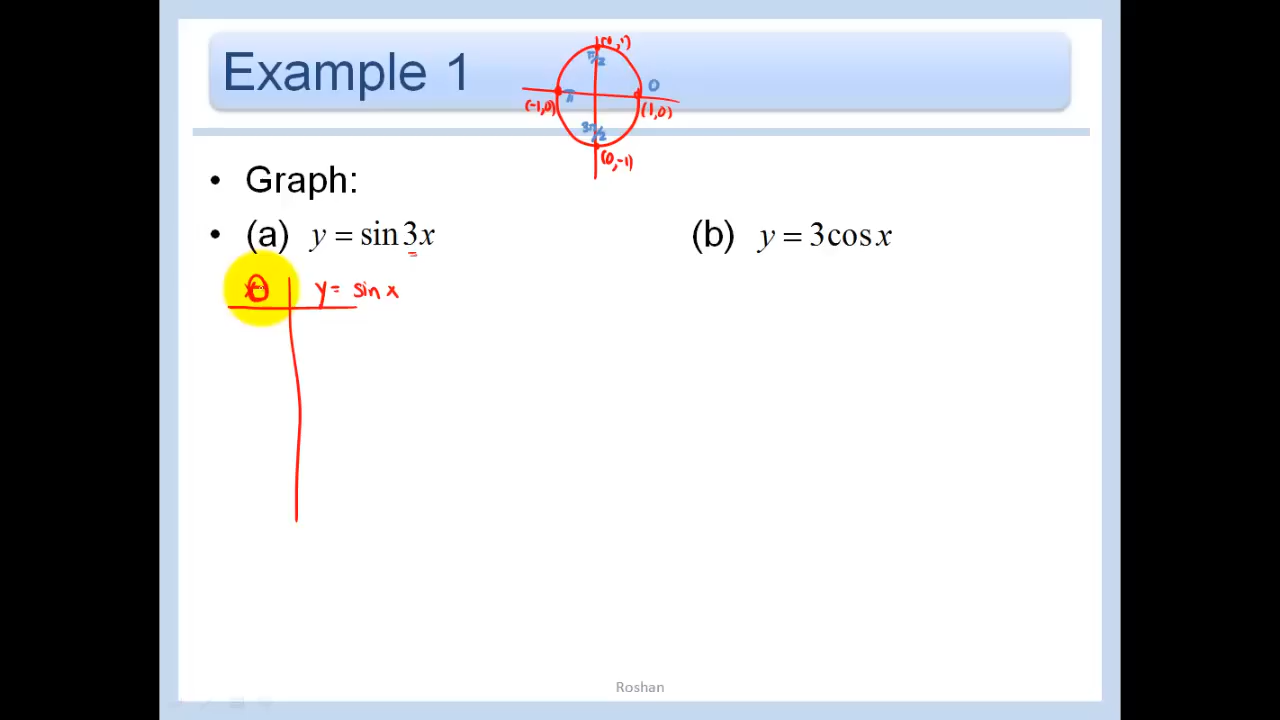 Example 1
(0,1)
π/2
0
π
(-1,0)
(1,0)
3π/2
(0,-1)
• Graph:
• (a) y = sin 3x
(b) y = 3cos x
y = sin x
Roshan